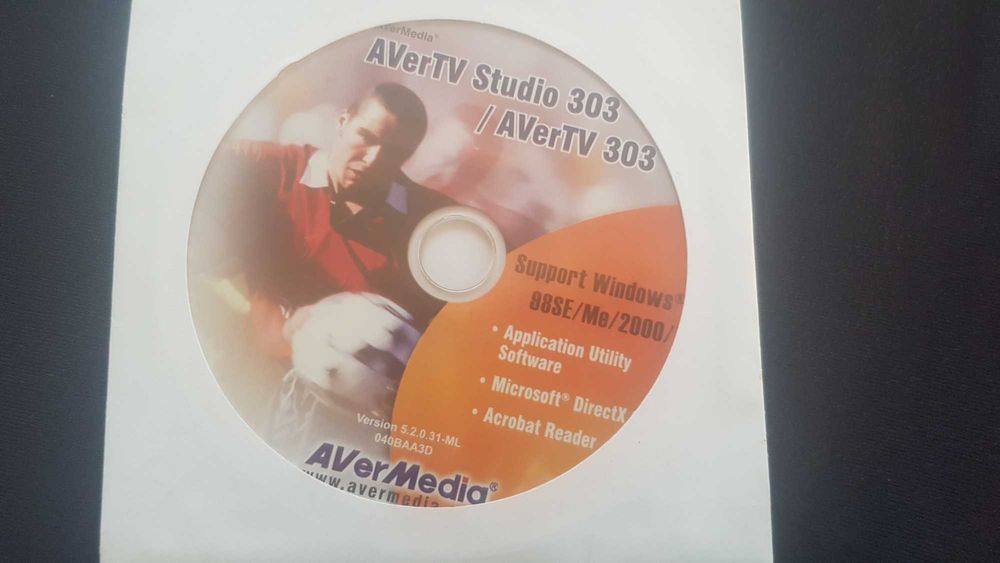 AVerMedia®
AVerTV Studio 303
/ AVerTV 303
Support Windows®
98SE/Me/2000/
• Application Utility
Software
• Microsoft® DirectX
• Acrobat Reader
Version 5.2.0.31-ML
040BAA3D
AVerMedia®
www.avermedia.